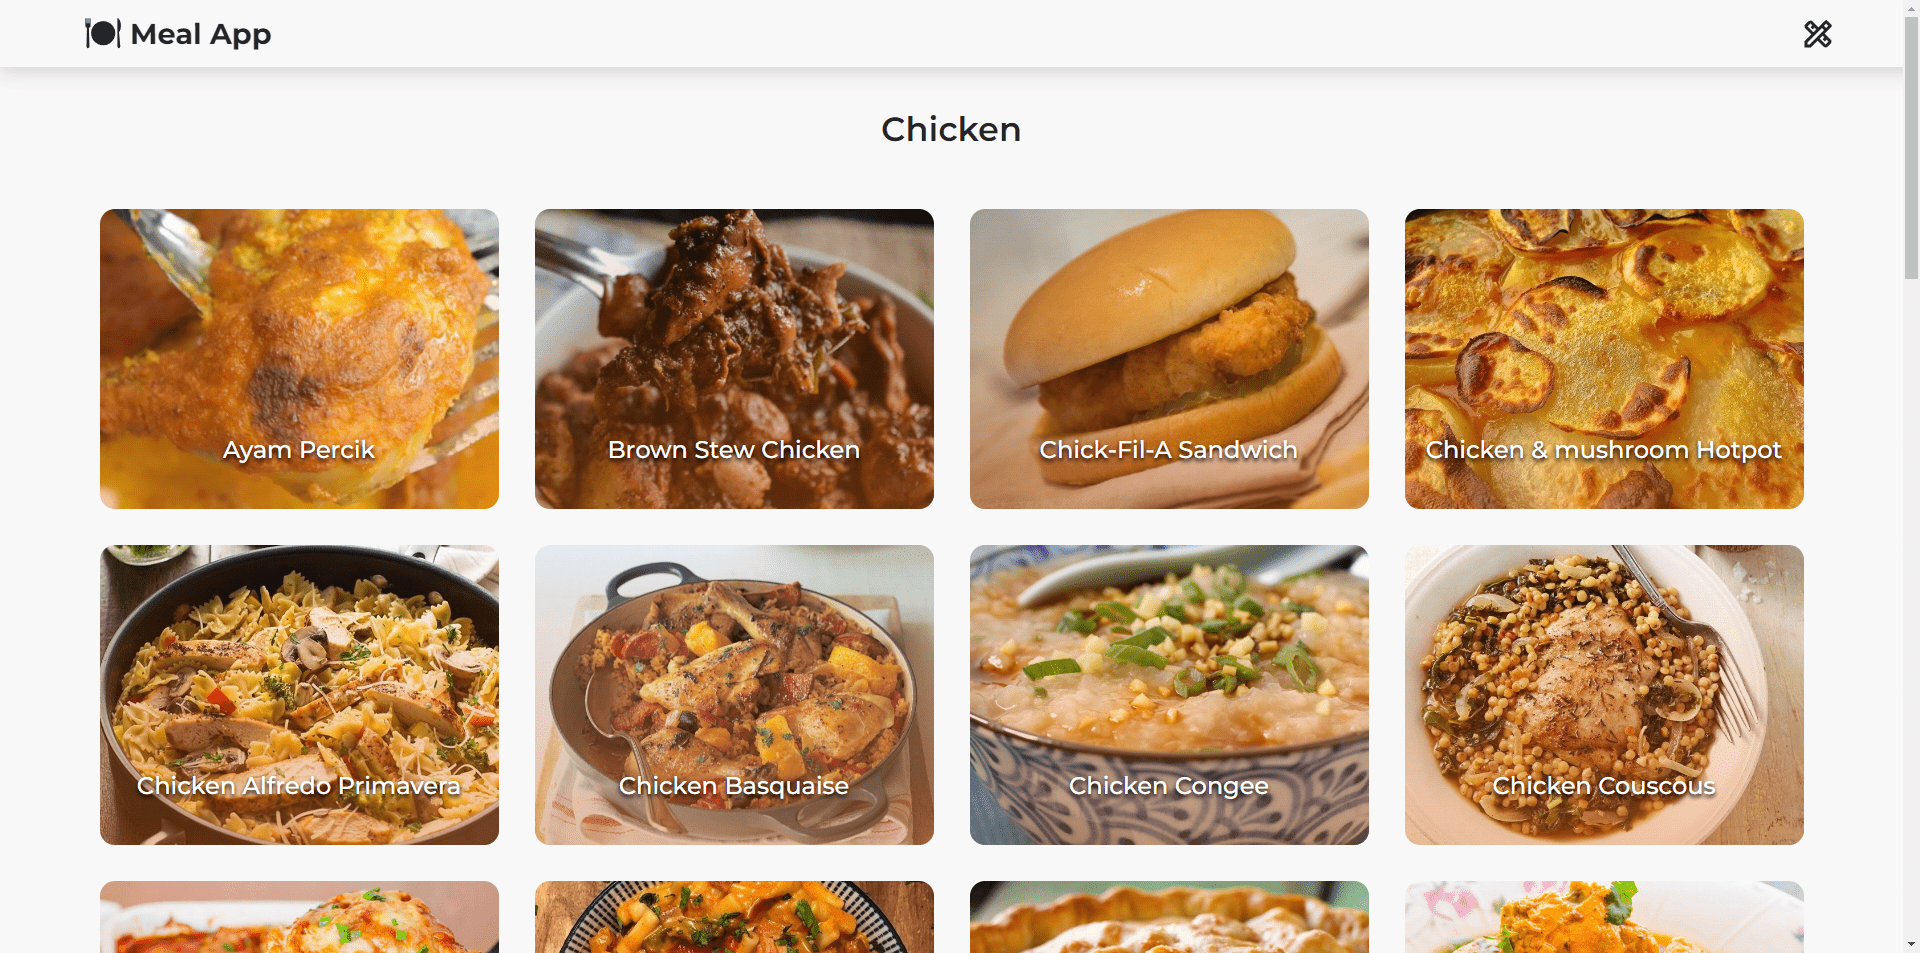 Meal App
Chicken
Ayam Percik
Brown Stew Chicken
Chick-Fil-A Sandwich
Chicken & mushroom Hotpot
Chicken Alfredo Primavera
Chicken Basquaise
Chicken Congee
Chicken Couscous